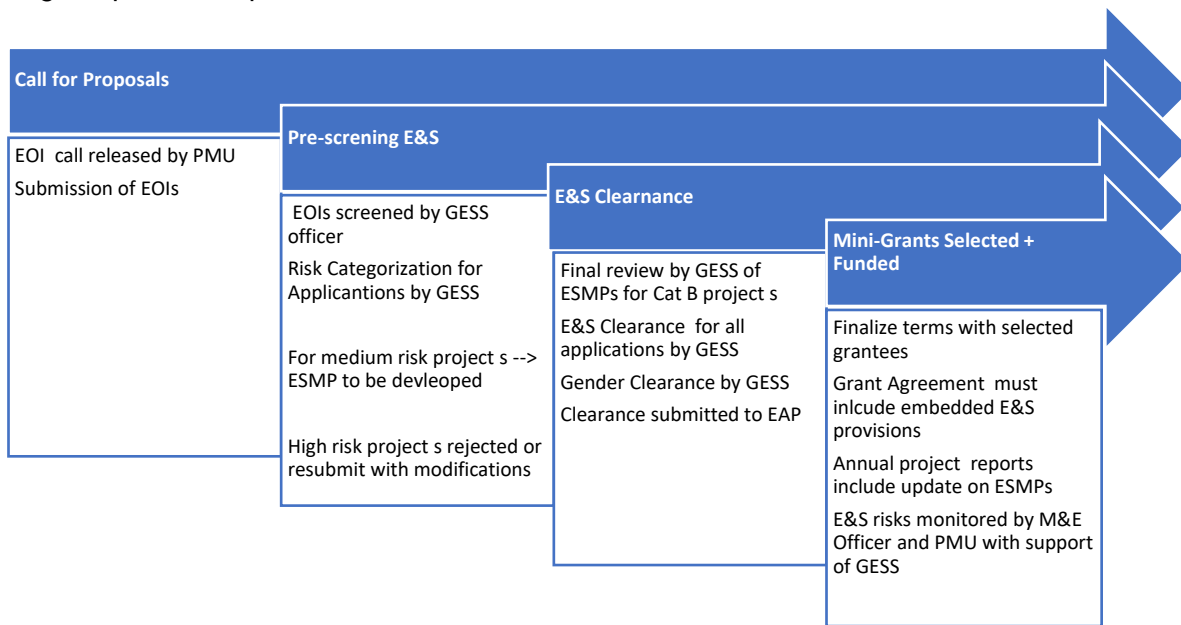 Call for Proposals
EOI call released by PMU
Submission of EOIs
Pre-screning E&S
EOIs screened by GESS
officer
Risk Categorization for
Applicantions by GESS
For medium risk project s -->
ESMP to be devleoped
High risk project s rejected or
resubmit with modifications
E&S Clearnance
Final review by GESS of
ESMPs for Cat B project s
E&S Clearance for all
applications by GESS
Gender Clearance by GESS
Clearance submitted to EAP
Mini-Grants Selected +
Funded
Finalize terms with selected
grantees
Grant Agreement must
inlcude embedded E&S
provisions
Annual project reports
include update on ESMPs
E&S risks monitored by M&E
Officer and PMU with support
of GESS